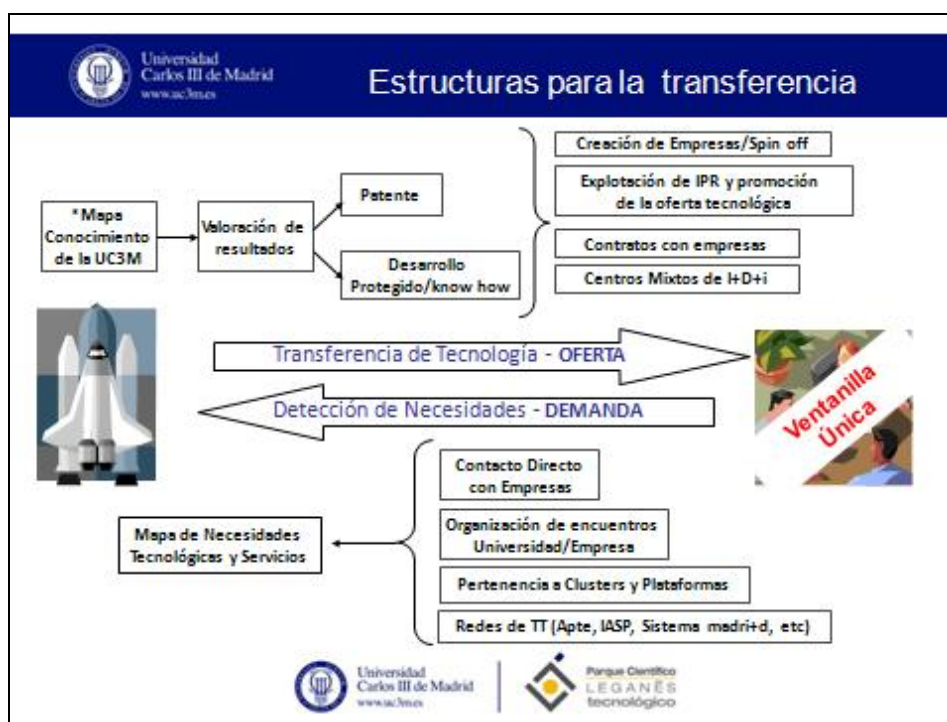 Universidad
Carlos III de Madrid
www.uc3m.es
Estructuras para la transferencia
Creación de Empresas/Spin off
Explotación de IPR y promoción
de la oferta tecnológica
Contratos con empresas
Centros Mixtos de I+D+i
Patente
*Mapa
Conocimiento
de la UC3M
Valoración de
resultados
Desarrollo
Protegido/know how
Transferencia de Tecnología - OFERTA
Detección de Necesidades - DEMANDA
Ventanilla
Única
Contacto Directo
con Empresas
Organización de encuentros
Universidad/Empresa
Mapa de Necesidades
Tecnológicas y Servicios
Pertenencia a Clusters y Plataformas
Redes de TT (Apte, IASP, Sistema madri+d, etc)
Universidad
Carlos III de Madrid
www.uc3m.es
Parque Científico
LEGANÉS
tecnológico